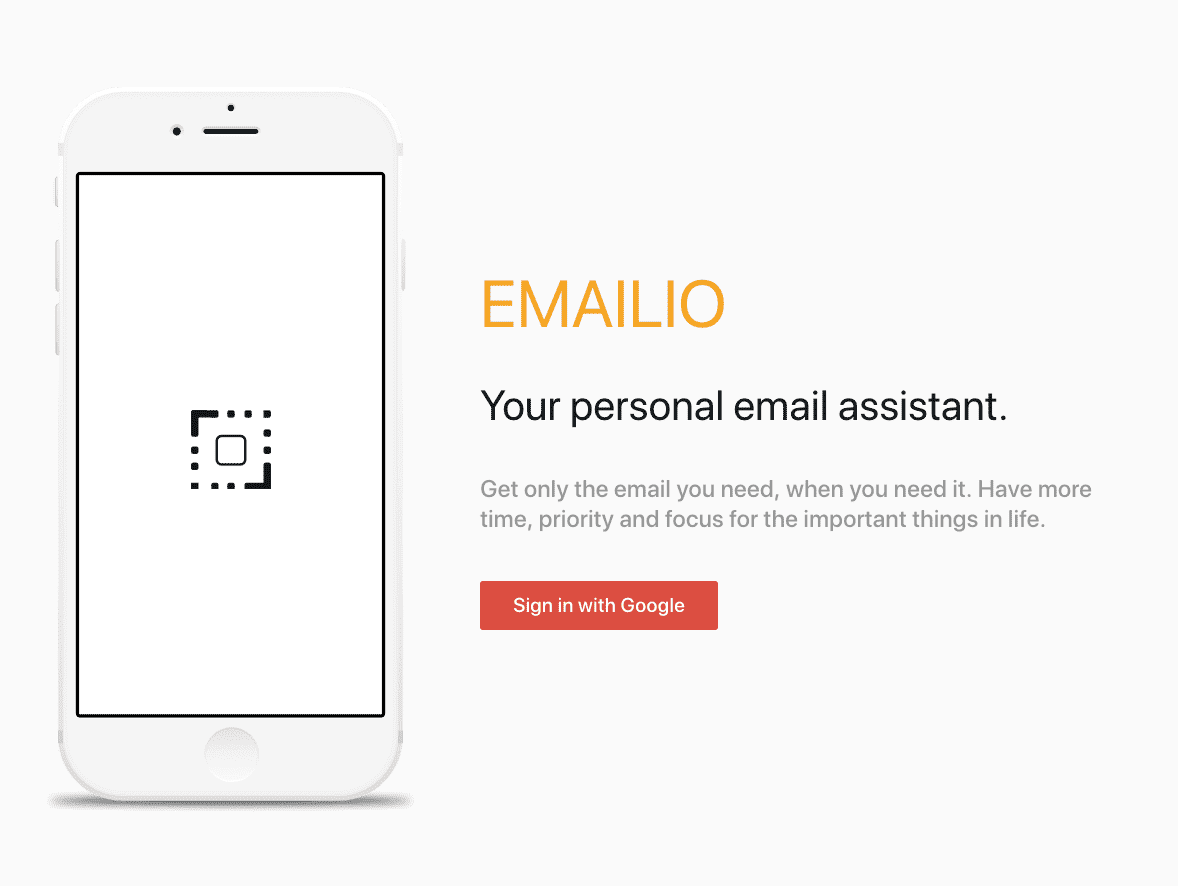 EMAILIO
Your personal email assistant.
Get only the email you need, when you need it. Have more
time, priority and focus for the important things in life.
Sign in with Google